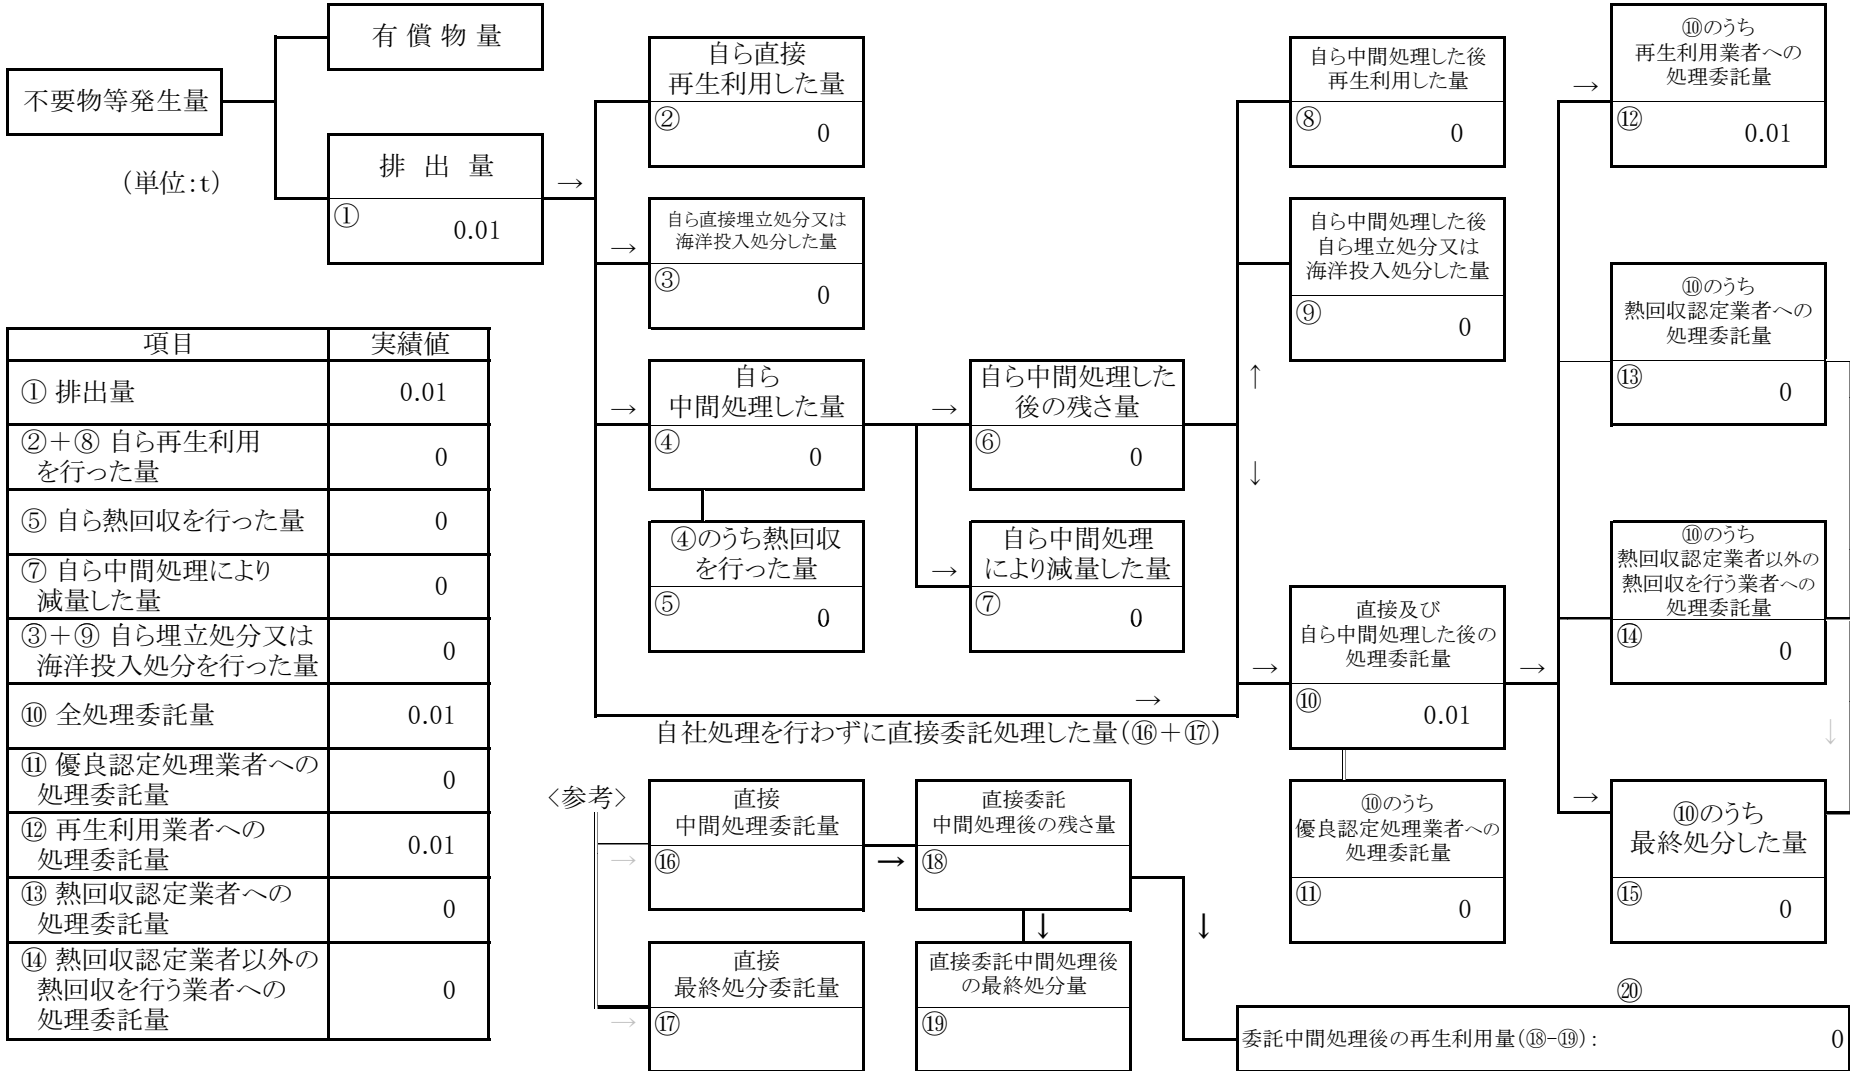 不要物等発生量
(単位:t)
有 償 物 量
排 出 量
① 0.01
→
自ら直接
再生利用した量
② 0
→
自ら直接埋立処分又は
海洋投入処分した量
③ 0
→
自ら
中間処理した量
④ 0
④のうち熱回収
を行った量
⑤ 0
→
自ら中間処理した
後の残さ量
⑥ 0
→
自ら中間処理
により減量した量
⑦ 0
→
自社処理を行わずに直接委託処理した量(⑯+⑰)
↑
↓
自ら中間処理した後
再生利用した量
⑧ 0
自ら中間処理した後
自ら埋立処分又は
海洋投入処分した量
⑨ 0
→
直接及び
自ら中間処理した後の
処理委託量
⑩ 0.01
⑩のうち
優良認定処理業者への
処理委託量
⑪ 0
→
→
⑩のうち
再生利用業者への
処理委託量
⑫ 0.01
⑩のうち
熱回収認定業者への
処理委託量
⑬ 0
⑩のうち
熱回収認定業者以外の
熱回収を行う業者への
処理委託量
⑭ 0
↓
→
⑩のうち
最終処分した量
⑮ 0
項目 実績値
① 排出量 0.01
②+⑧ 自ら再生利用
を行った量 0
⑤ 自ら熱回収を行った量 0
⑦ 自ら中間処理により
減量した量 0
③+⑨ 自ら埋立処分又は
海洋投入処分を行った量 0
⑩ 全処理委託量 0.01
⑪ 優良認定処理業者への
処理委託量 0
⑫ 再生利用業者への
処理委託量 0.01
⑬ 熱回収認定業者への
処理委託量 0
⑭ 熱回収認定業者以外の
熱回収を行う業者への
処理委託量 0
<参考>
→
直接
中間処理委託量
⑯
→
直接委託
中間処理後の残さ量
⑱
↓
↓
→
直接
最終処分委託量
⑰
直接委託中間処理後
の最終処分量
⑲
⑳
委託中間処理後の再生利用量(⑱-⑲): 0